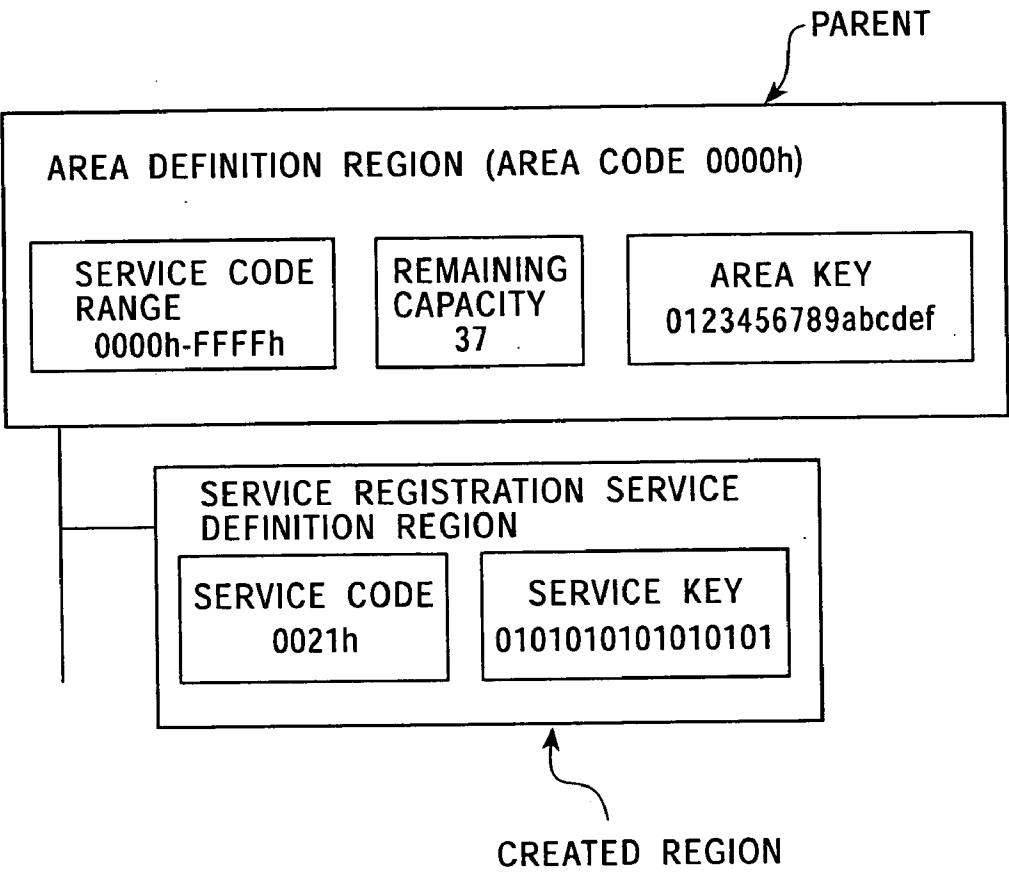 PARENT
AREA DEFINITION REGION (AREA CODE 0000h)
SERVICE CODE
RANGE
0000h-FFFFh
REMAINING
CAPACITY
37
AREA KEY
0123456789abcdef
SERVICE REGISTRATION SERVICE
DEFINITION REGION
SERVICE CODE
0021h
SERVICE KEY
0101010101010101
CREATED REGION